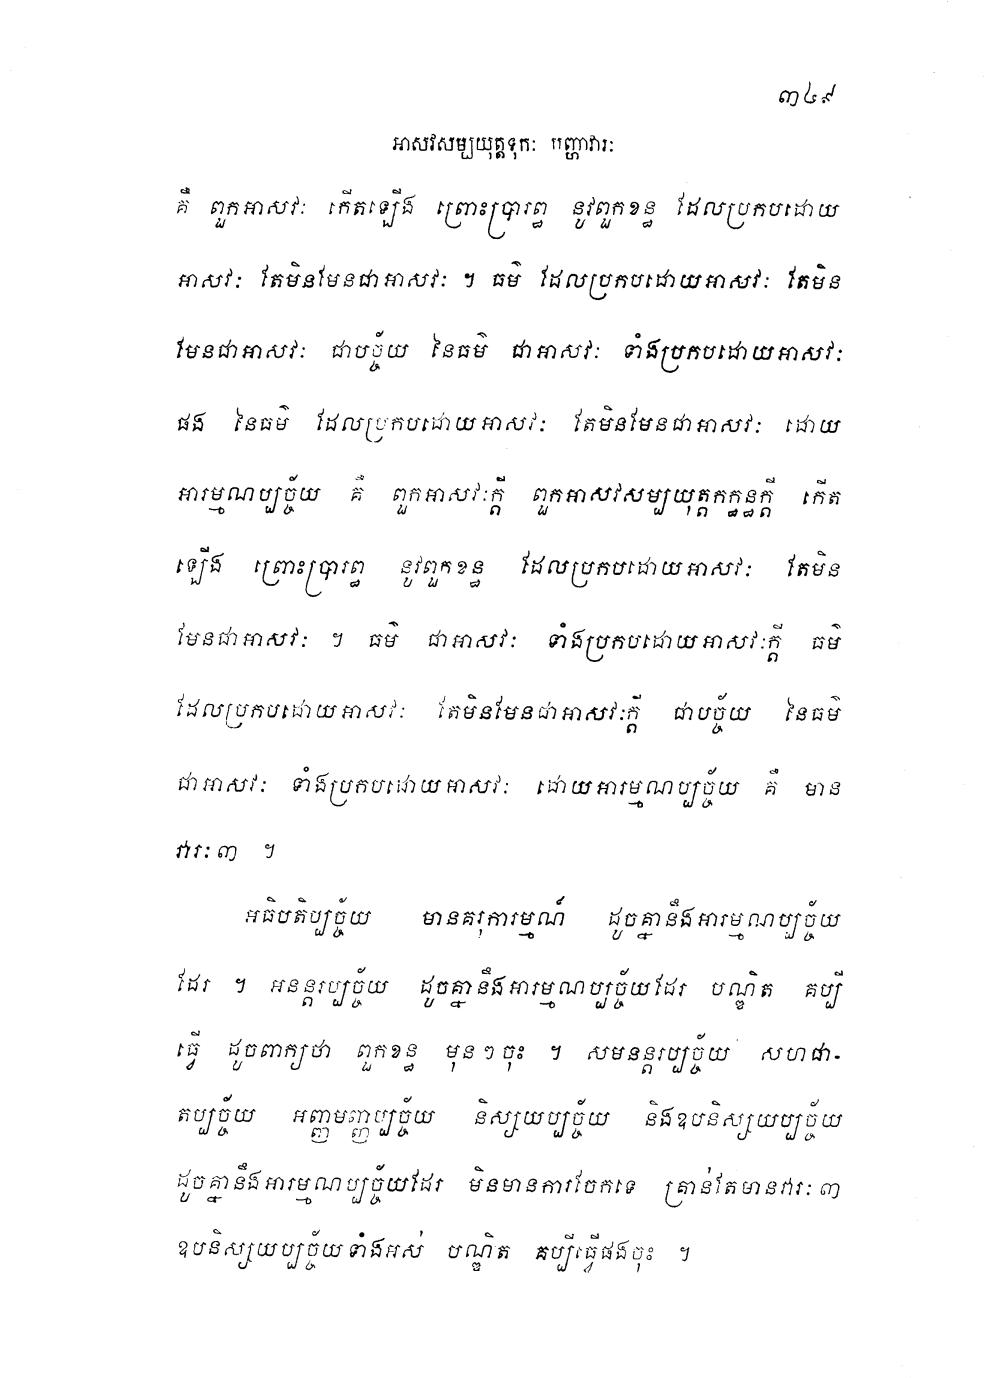 ៣៤៩
អាសវសម្បយុត្តទុកៈ បញ្ហាវារៈ
គឺ ពួកអាសវៈ កើតឡើង ព្រោះប្រារព្ធ នូវពួកខន្ធ ដែលប្រកបដោយ
អាសវៈ តែមិនមែនជាអាសវៈ ។ ធម៌ ដែលប្រកបដោយអាសវៈ តែមិន
មែនជាអាសវៈ ជាបច្ច័យ នៃធម៌ ជាអាសវៈ ទាំងប្រកបដោយអាសវៈ
ផង នៃធម៌ ដែលប្រកបដោយអាសវៈ តែមិនមែនជាអាសវៈ ដោយ
អារម្មណប្បច្ច័យ គឺ ពួកអាសវៈក្តី ពួកអាសវសម្បយុត្តកក្ខន្ធក្តី កើត
ឡើង ព្រោះប្រារព្ធ នូវពួកខន្ធ ដែលប្រកបដោយអាសវៈ តែមិន
មែនជាអាសវៈ ។ ធម៌ ជាអាសវៈ ទាំងប្រកបដោយអាសវៈក្តី ធម៌
ដែលប្រកបដោយអាសវៈ តែមិនមែនជាអាសវៈក្តី ជាបច្ច័យ នៃធម៌
ជាអាសវៈ ទាំងប្រកបដោយអាសវៈ ដោយអារម្មណប្បច្ច័យ គឺ មាន
វារៈ ៣ ។
អធិបតិប្បច្ច័យ មានគរុការម្មណ៍ ដូចគ្នានឹងអារម្មណប្បច្ច័យ
ដែរ ។ អនន្តរប្បច្ច័យ ដូចគ្នានឹងអារម្មណប្បច្ច័យដែរ បណ្ឌិត គប្បី
ធ្វើ ដូចពាក្យថា ពួកខន្ធ មុនៗចុះ ។ សមនន្តរប្បច្ច័យ សហជា-
តប្បច្ច័យ អញ្ញមញ្ញប្បច្ច័យ និស្សយប្បច្ច័យ និងឧបនិស្សយប្បច្ច័យ
ដូចគ្នានឹងអារម្មណប្បច្ច័យដែរ មិនមានការចែកទេ គ្រាន់តែមានវារៈ ៣
ឧបនិស្សយប្បច្ច័យទាំងអស់ បណ្ឌិត គប្បីធ្វើផងចុះ ។